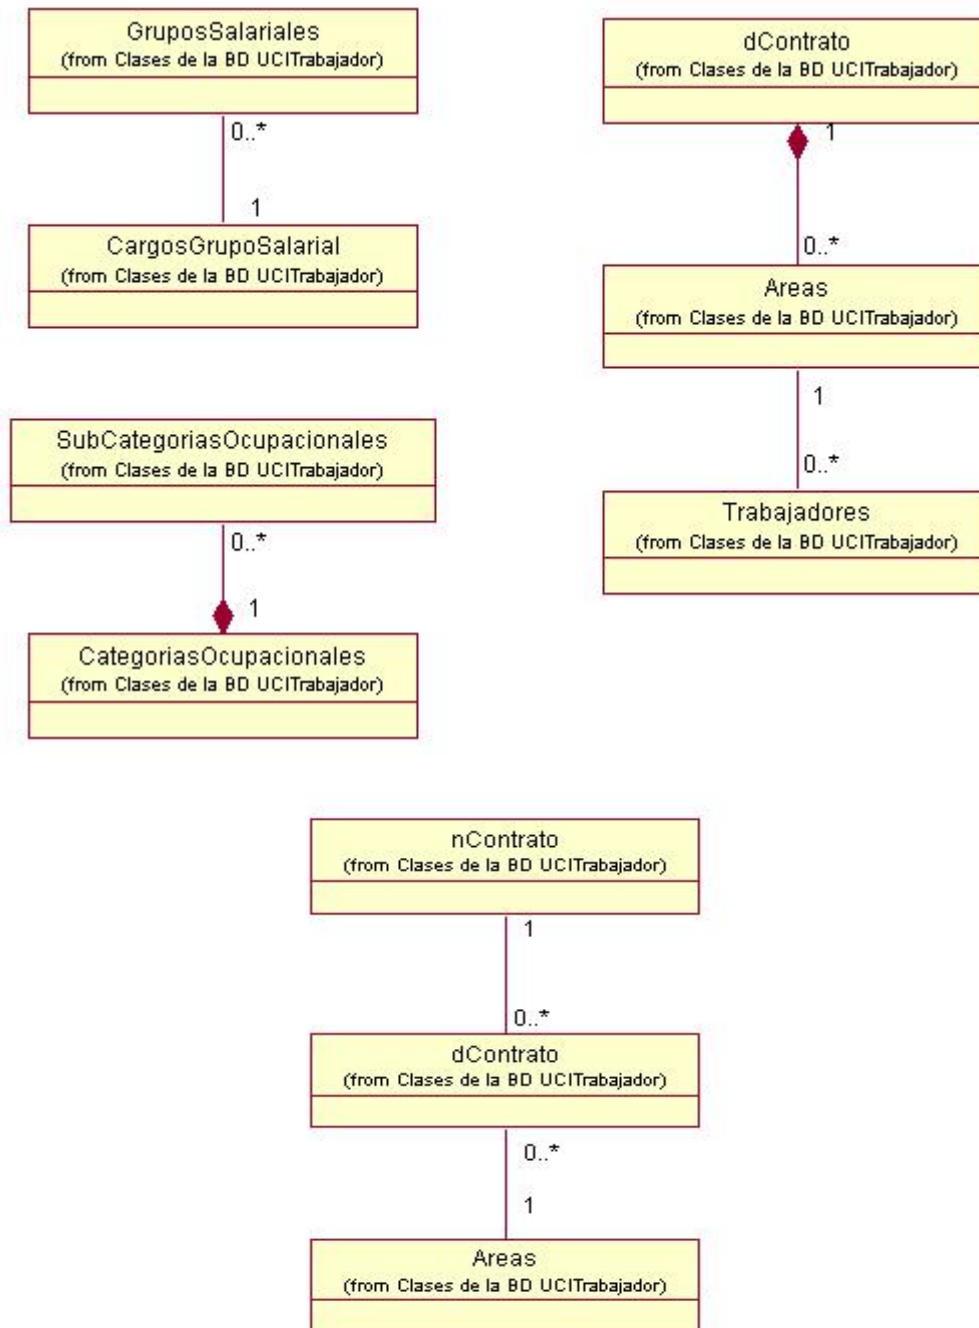 GruposSalariales
(from Clases de la BD UCITrabajador)
0..*
1
CargosGrupoSalarial
(from Clases de la BD UCITrabajador)
dContrato
(from Clases de la BD UCITrabajador)
1
0..*
Areas
(from Clases de la BD UCITrabajador)
1
0..*
Trabajadores
(from Clases de la BD UCITrabajador)
SubCategoriasOcupacionales
(from Clases de la BD UCITrabajador)
0..*
1
CategoriasOcupacionales
(from Clases de la BD UCITrabajador)
nContrato
(from Clases de la BD UCITrabajador)
1
0..*
dContrato
(from Clases de la BD UCITrabajador)
0..*
1
Areas
(from Clases de la BD UCITrabajador)